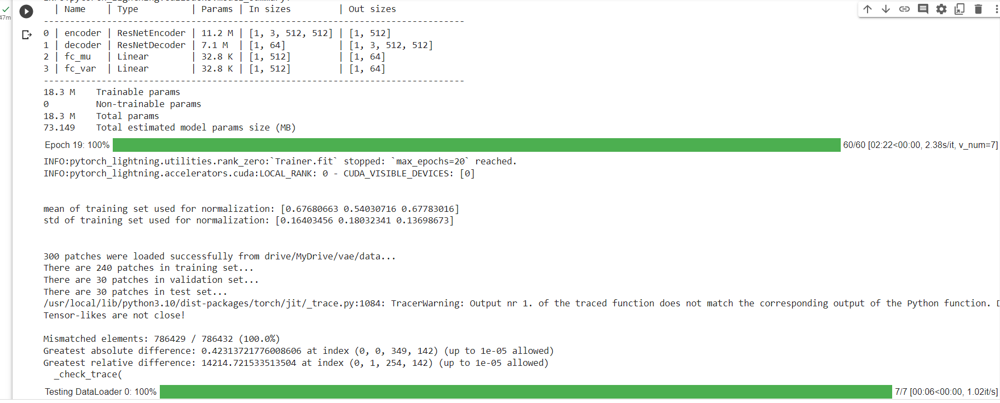 | Name | Type | Params | In sizes | Out sizes
--------------------------------------------------------------------------------
0 | encoder | ResNetEncoder | 11.2 M | [1, 3, 512, 512] | [1, 512]
1 | decoder | ResNetDecoder | 7.1 M | [1, 64] | [1, 3, 512, 512]
2 | fc_mu | Linear | 32.8 K | [1, 512] | [1, 64]
3 | fc_var | Linear | 32.8 K | [1, 512] | [1, 64]
--------------------------------------------------------------------------------
47m
18.3 M Trainable params
0 Non-trainable params
18.3 M Total params
73.149 Total estimated model params size (MB)
Epoch 19: 100% 60/60 [02:22<00:00, 2.38s/it, v_num=7]
INFO:pytorch_lightning.utilities.rank_zero:`Trainer.fit` stopped: `max_epochs=20` reached.
INFO:pytorch_lightning.accelerators.cuda:LOCAL_RANK: 0 - CUDA_VISIBLE_DEVICES: [0]
mean of training set used for normalization: [0.67680663 0.54030716 0.67783016]
std of training set used for normalization: [0.16403456 0.18032341 0.13698673]
300 patches were loaded successfully from drive/MyDrive/vae/data...
There are 240 patches in training set...
There are 30 patches in validation set...
There are 30 patches in test set...
/usr/local/lib/python3.10/dist-packages/torch/jit/_trace.py:1084: TracerWarning: Output nr 1. of the traced function does not match the corresponding output of the Python function.
Tensor-likes are not close!
Mismatched elements: 786429 / 786432 (100.0%)
Greatest absolute difference: 0.42313721776008606 at index (0, 0, 349, 142) (up to 1e-05 allowed)
Greatest relative difference: 14214.721533513504 at index (0, 1, 254, 142) (up to 1e-05 allowed)
_check_trace(
Testing DataLoader 0: 100% 7/7 [00:06<00:00, 1.02it/s]